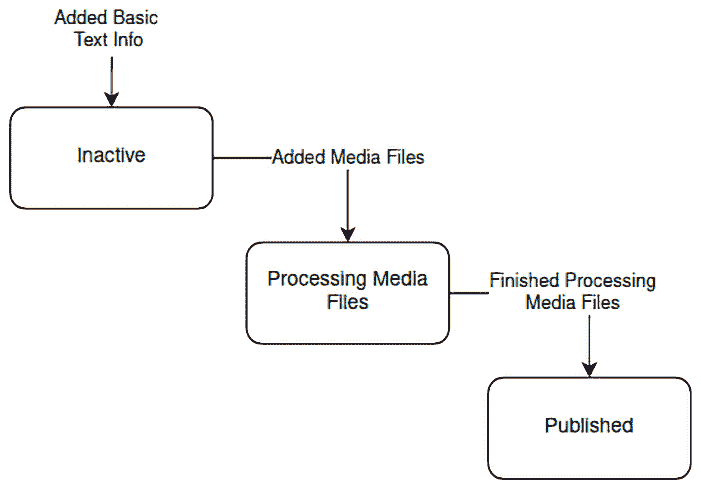 Added Basic
Text Info
Inactive
Added Media Files
Processing Media
Files
Finished Processing
Media Files
Published